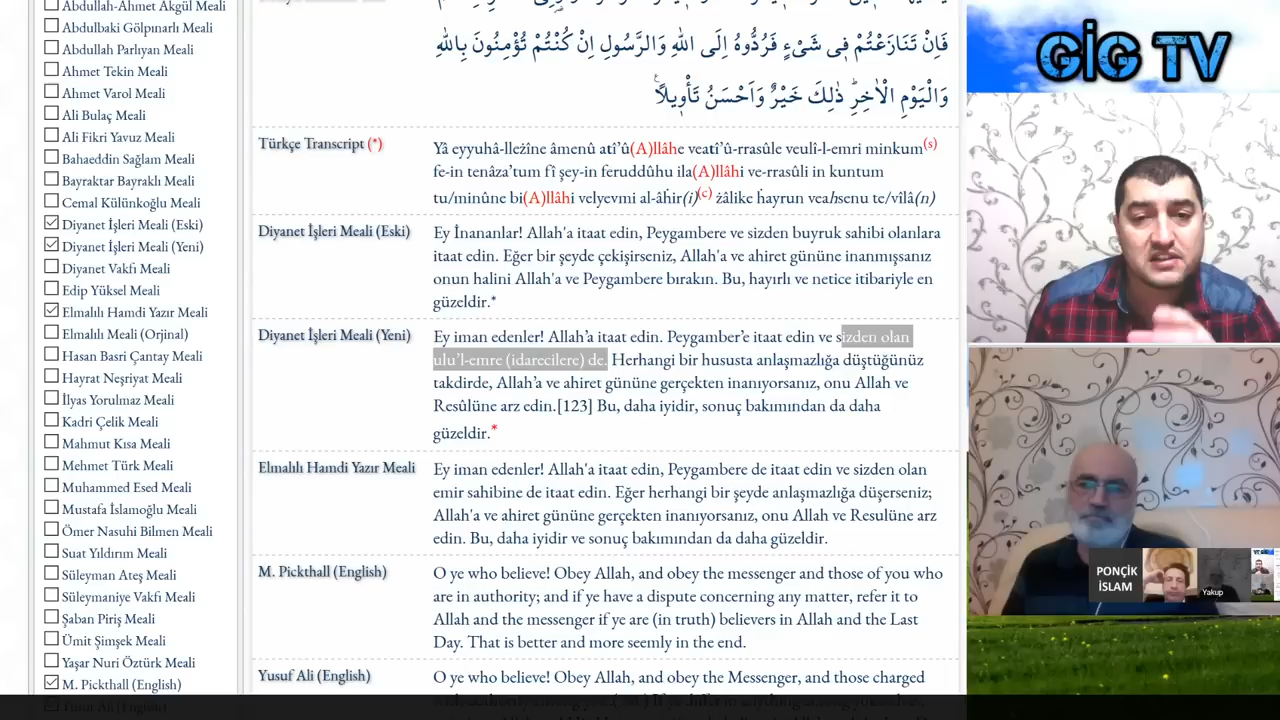 Abdullah-Ahmet Akgül Meali
Abdulbaki Gölpınarlı Meali
Abdullah Parlıyan Meali
Ahmet Tekin Meali
Ahmet Varol Meali
Ali Bulaç Meali
Ali Fikri Yavuz Meali
Bahaeddin Sağlam Meali
Bayraktar Bayraklı Meali
Cemal Külünkoğlu Meali
Diyanet İşleri Meali (Eski)
Diyanet İşleri Meali (Yeni)
Diyanet Vakfı Meali
Edip Yüksel Meali
Elmalılı Hamdi Yazır Meali
Elmalılı Meali (Orjinal)
Hasan Basri Çantay Meali
Hayrat Neşriyat Meali
İlyas Yorulmaz Meali
Kadri Çelik Meali
Mahmut Kısa Meali
Mehmet Türk Meali
Muhammed Esed Meali
Mustafa İslamoğlu Meali
Ömer Nasuhi Bilmen Meali
Suat Yıldırım Meali
Süleyman Ateş Meali
Süleymaniye Vakfı Meali
Şaban Piriş Meali
Ümit Şimşek Meali
Yaşar Nuri Öztürk Meali
M. Pickthall (English)
Yusuf Ali (English)
فَاِنْ تَنَازَعْتُمْ ف۪ي شَيْءٍ فَرُدُّوهُ اِلَى اللّٰهِ وَالرَّسُولِ اِنْ كُنْتُمْ تُؤْمِنُونَ بِاللّٰهِ
وَالْيَوْمِ الْاٰخِرِۜ ذٰلِكَ خَيْرٌ وَاَحْسَنُ تَأْو۪يلاً۟
Türkçe Transcript (*)
Yâ eyyuhâ-lleżîne âmenû atî’û(A)llâhe veatî’û-rrasûle veulî-l-emri minkum(s)
fe-in tenâza’tum fî şey-in feruddûhu ila(A)llâhi ve-rrasûli in kuntum
tu/minûne bi(A)llâhi velyevmi al-âḣir(i)(c) żâlike ḣayrun veahsenu te/vîlâ(n)
Diyanet İşleri Meali (Eski)
Ey İnananlar! Allah'a itaat edin, Peygambere ve sizden buyruk sahibi olanlara
itaat edin. Eğer bir şeyde çekişirseniz, Allah'a ve ahiret gününe inanmışsanız
onun halini Allah'a ve Peygambere bırakın. Bu, hayırlı ve netice itibariyle en
güzeldir.*
Diyanet İşleri Meali (Yeni)
Ey iman edenler! Allah’a itaat edin. Peygamber’e itaat edin ve sizden olan
ulu’l-emre (idarecilere) de. Herhangi bir hususta anlaşmazlığa düştüğünüz
takdirde, Allah’a ve ahiret gününe gerçekten inanıyorsanız, onu Allah ve
Resûlüne arz edin.[123] Bu, daha iyidir, sonuç bakımından da daha
güzeldir.*
Elmalılı Hamdi Yazır Meali
Ey iman edenler! Allah'a itaat edin, Peygambere de itaat edin ve sizden olan
emir sahibine de itaat edin. Eğer herhangi bir şeyde anlaşmazlığa düşerseniz;
Allah'a ve ahiret gününe gerçekten inanıyorsanız, onu Allah ve Resulüne arz
edin. Bu, daha iyidir ve sonuç bakımından da daha güzeldir.
M. Pickthall (English)
O ye who believe! Obey Allah, and obey the messenger and those of you who
are in authority; and if ye have a dispute concerning any matter, refer it to
Allah and the messenger if ye are (in truth) believers in Allah and the Last
Day. That is better and more seemly in the end.
Yusuf Ali (English)
O ye who believe! Obey Allah, and obey the Messenger, and those charged
GİG TV
PONÇİK
İSLAM
Yakup